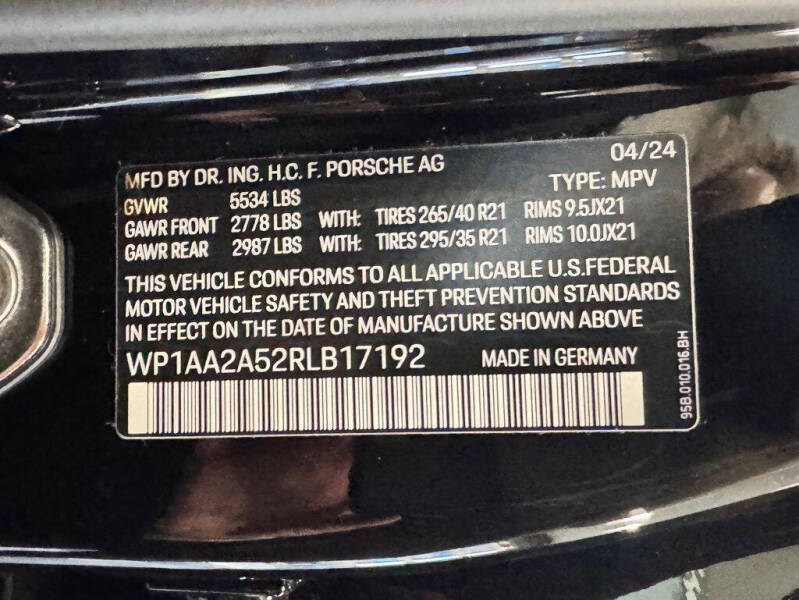 MFD BY DR. ING. H.C. F. PORSCHE AG 04/24
GVWR 5534 LBS TYPE: MPV
GAWR FRONT 2778 LBS WITH: TIRES 265/40 R21 RIMS 9.5JX21
GAWR REAR 2987 LBS WITH: TIRES 295/35 R21 RIMS 10.0JX21
THIS VEHICLE CONFORMS TO ALL APPLICABLE U.S.FEDERAL
MOTOR VEHICLE SAFETY AND THEFT PREVENTION STANDARDS
IN EFFECT ON THE DATE OF MANUFACTURE SHOWN ABOVE
WP1AA2A52RLB17192 MADE IN GERMANY
95B.010.016.BH